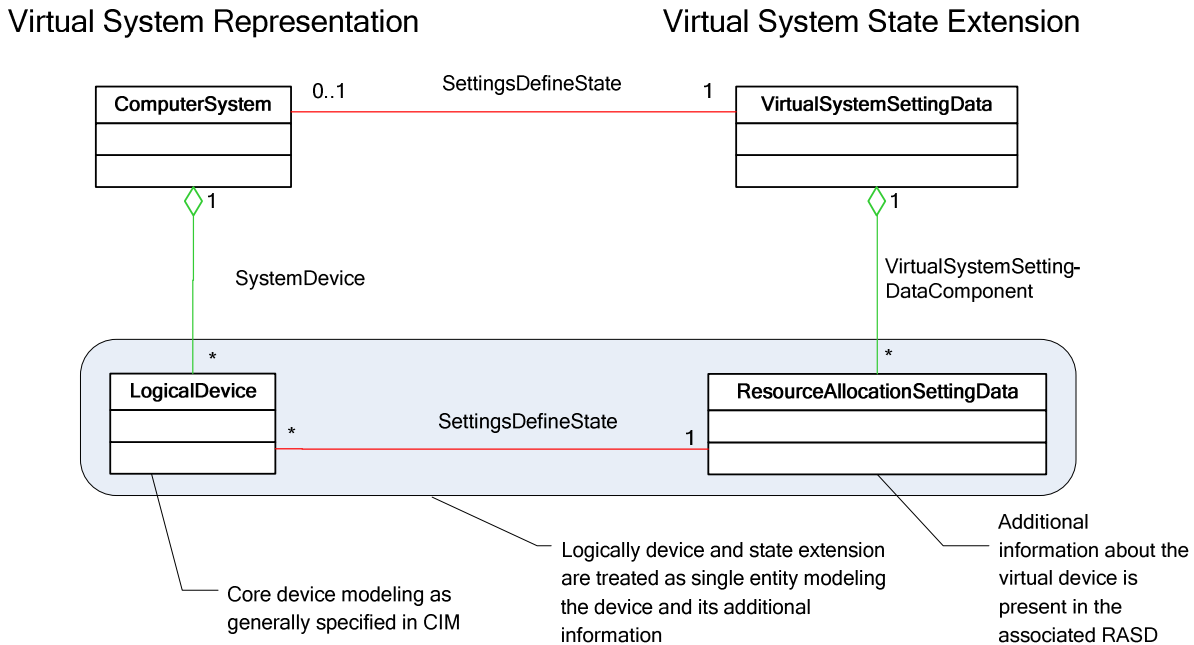 Virtual System Representation
Virtual System State Extension
ComputerSystem
0..1
SettingsDefineState
1
VirtualSystemSettingData
1
1
SystemDevice
VirtualSystemSetting-
DataComponent
*
*
LogicalDevice
ResourceAllocationSettingData
*
SettingsDefineState
1
Core device modeling as
generally specified in CIM
Logically device and state extension
are treated as single entity modeling
the device and its additional
information
Additional
information about the
virtual device is
present in the
associated RASD